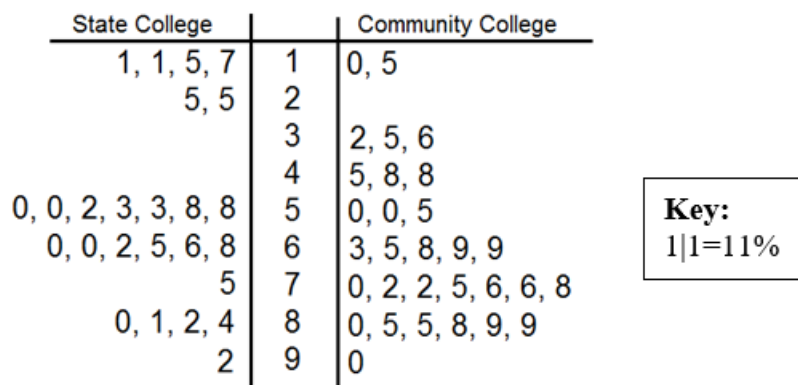 State College Community College
1, 1, 5, 7 1 0, 5
5, 5 2
3 2, 5, 6
4 5, 8, 8
0, 0, 2, 3, 3, 8, 8 5 0, 0, 5
0, 0, 2, 5, 6, 8 6 3, 5, 8, 9, 9
5 7 0, 2, 2, 5, 6, 6, 8
0, 1, 2, 4 8 0, 5, 5, 8, 9, 9
2 9 0
Key:
1|1=11%